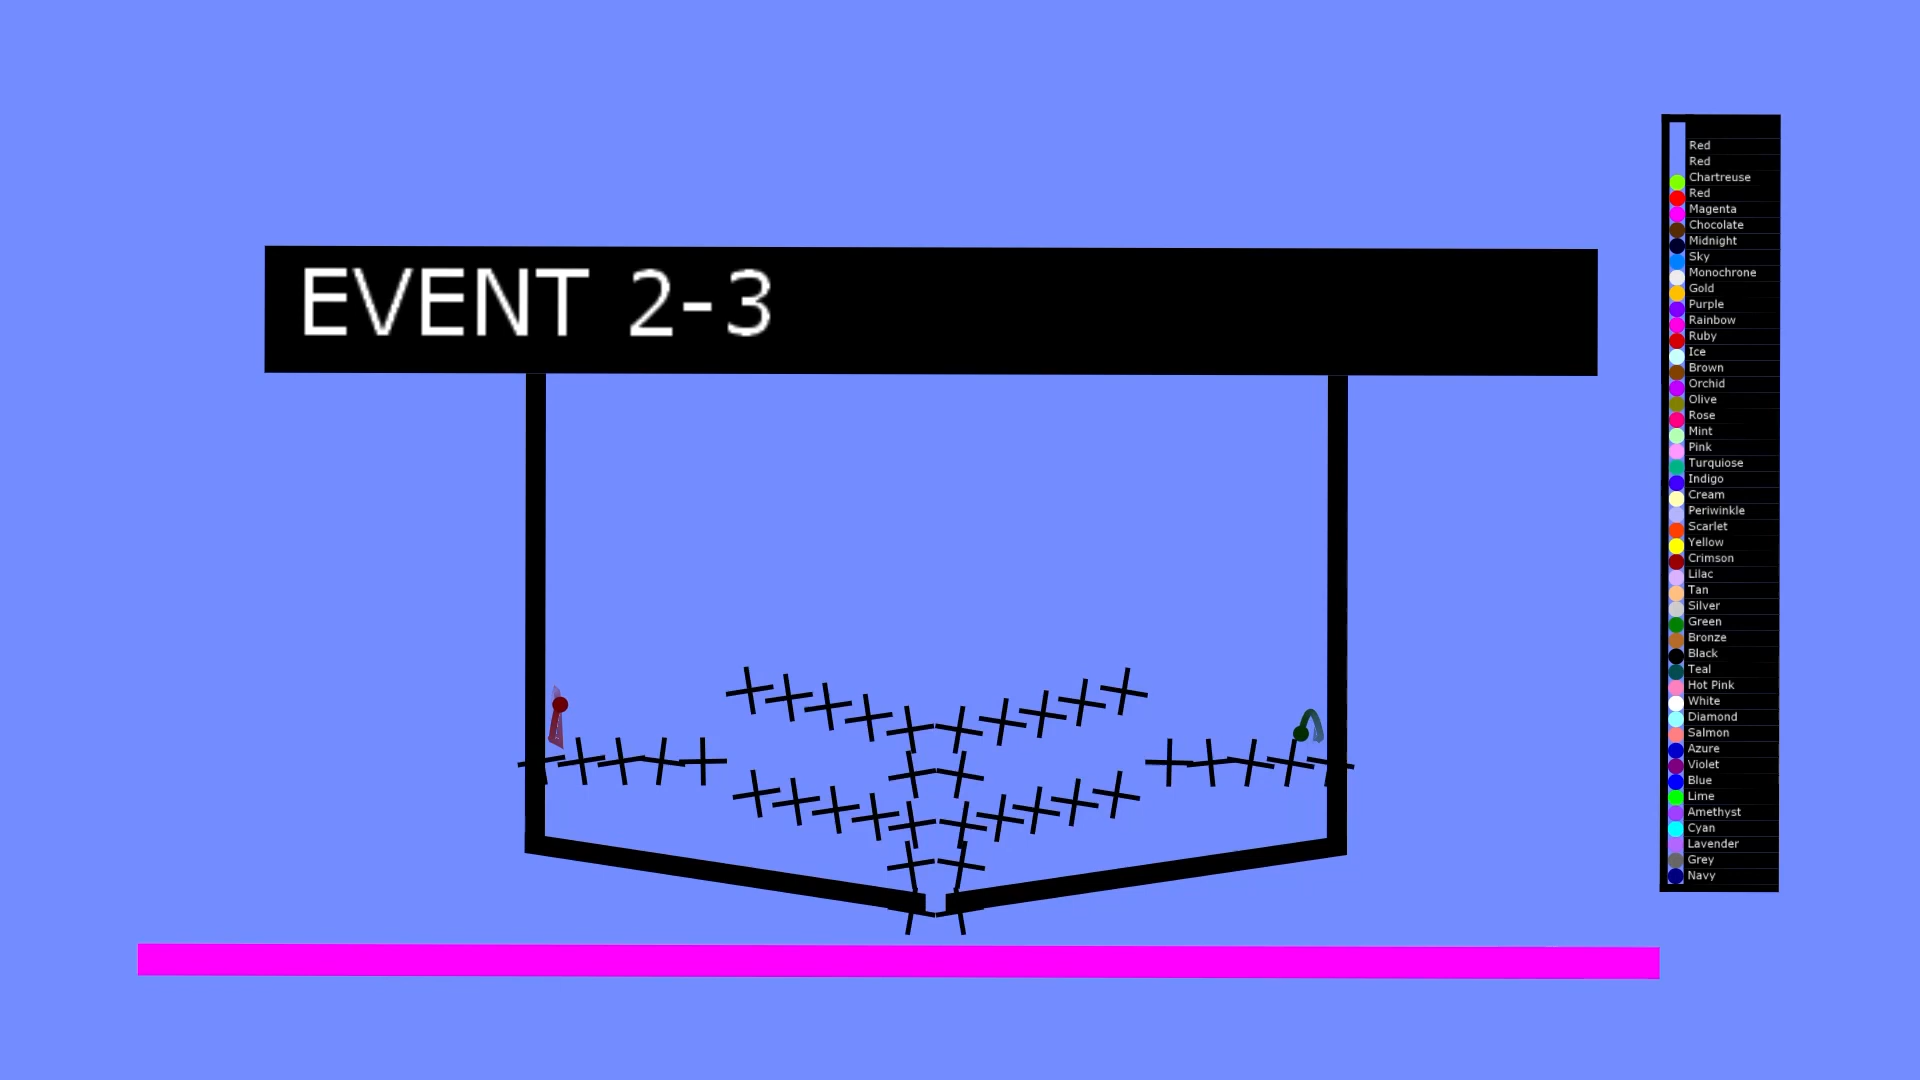 EVENT 2-3
Red
Red
Chartreuse
Red
Magenta
Chocolate
Midnight
Sky
Monochrone
Gold
Purple
Rainbow
Ruby
Ice
Brown
Orchid
Olive
Rose
Mint
Pink
Turquiose
Indigo
Cream
Periwinkle
Scarlet
Yellow
Crimson
Lilac
Tan
Silver
Green
Bronze
Black
Teal
Hot Pink
White
Diamond
Salmon
Azure
Violet
Blue
Lime
Amethyst
Cyan
Lavender
Grey
Navy